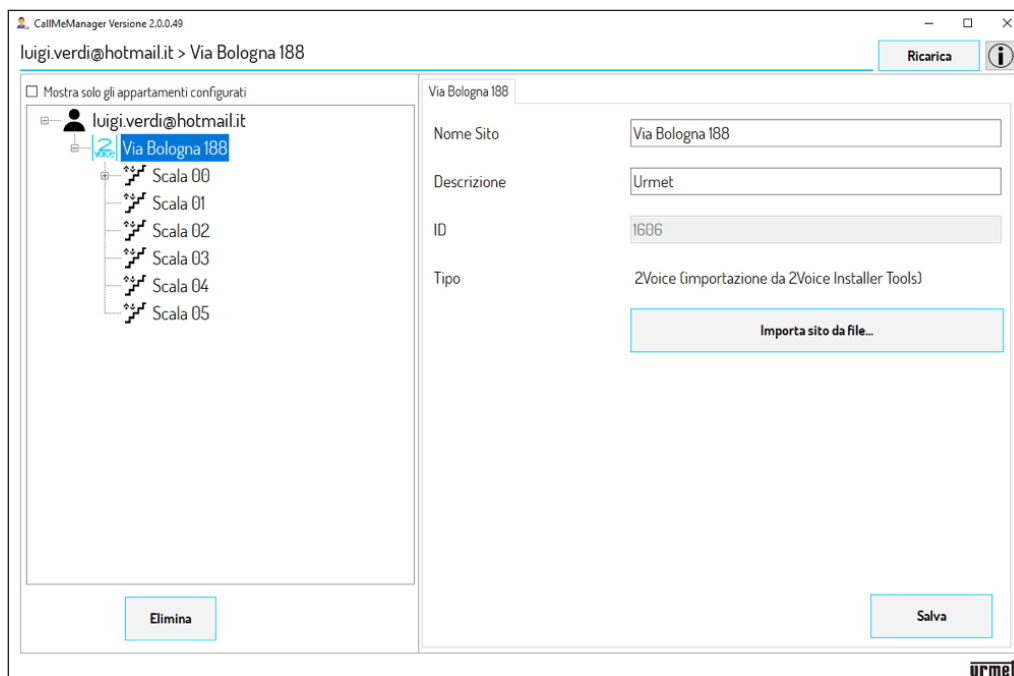 CallMeManager Versione 2.0.0.49
luigi.verdi@hotmail.it > Via Bologna 188
Ricarica
Mostra solo gli appartamenti configurati
luigi.verdi@hotmail.it
2 voice Via Bologna 188
Scala 00
Scala 01
Scala 02
Scala 03
Scala 04
Scala 05
Elimina
Via Bologna 188
Nome Sito Via Bologna 188
Descrizione Urmet
ID 1606
Tipo 2Voice (importazione da 2Voice Installer Tools)
Importa sito da file...
Salva
urmet